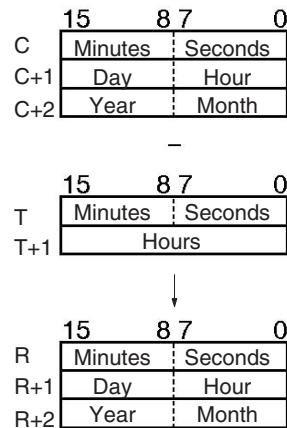 15 8 7 0
C Minutes Seconds
C+1 Day Hour
C+2 Year Month
–
15 8 7 0
T Minutes Seconds
T+1 Hours
15 8 7 0
R Minutes Seconds
R+1 Day Hour
R+2 Year Month